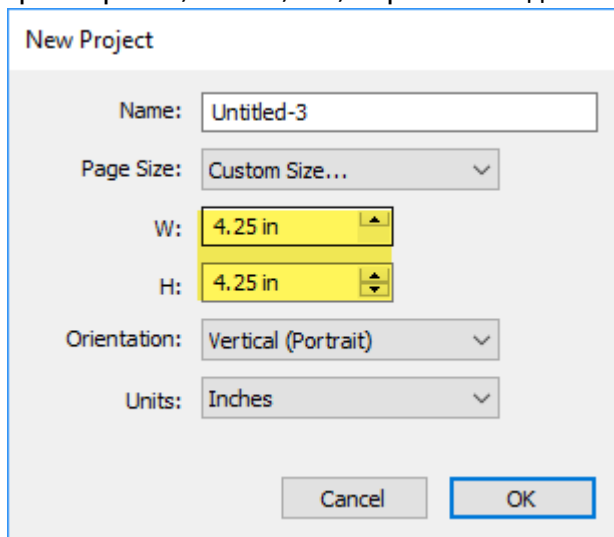 New Project
Name: Untitled-3
Page Size: Custom Size...
W: 4.25 in
H: 4.25 in
Orientation: Vertical (Portrait)
Units: Inches
Cancel OK